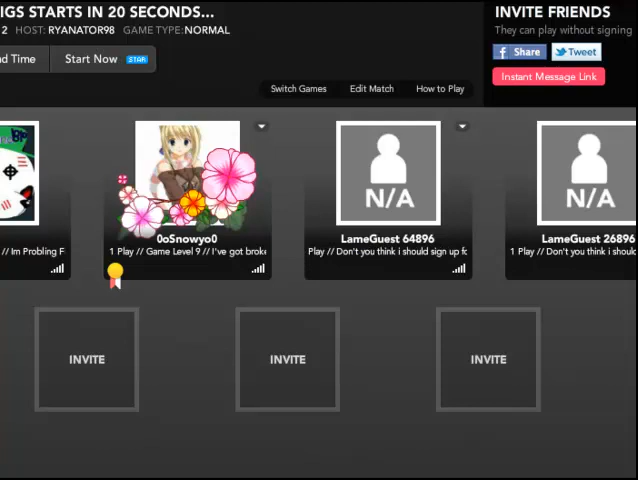 IGS STARTS IN 20 SECONDS...
INVITE FRIENDS
2 HOST: RYANATOR98 GAME TYPE: NORMAL
They can play without signing
d Time
Start Now STAR
f Share
Tweet
Instant Message Link
Switch Games
Edit Match
How to Play
0oSnowyo0
1 Play // Game Level 9 // I've got broke
// Im Probling F
N/A
LameGuest 64896
Play // Don't you think i should sign up fo
N/A
LameGuest 26896
1 Play // Don't you think i shoulc
INVITE
INVITE
INVITE